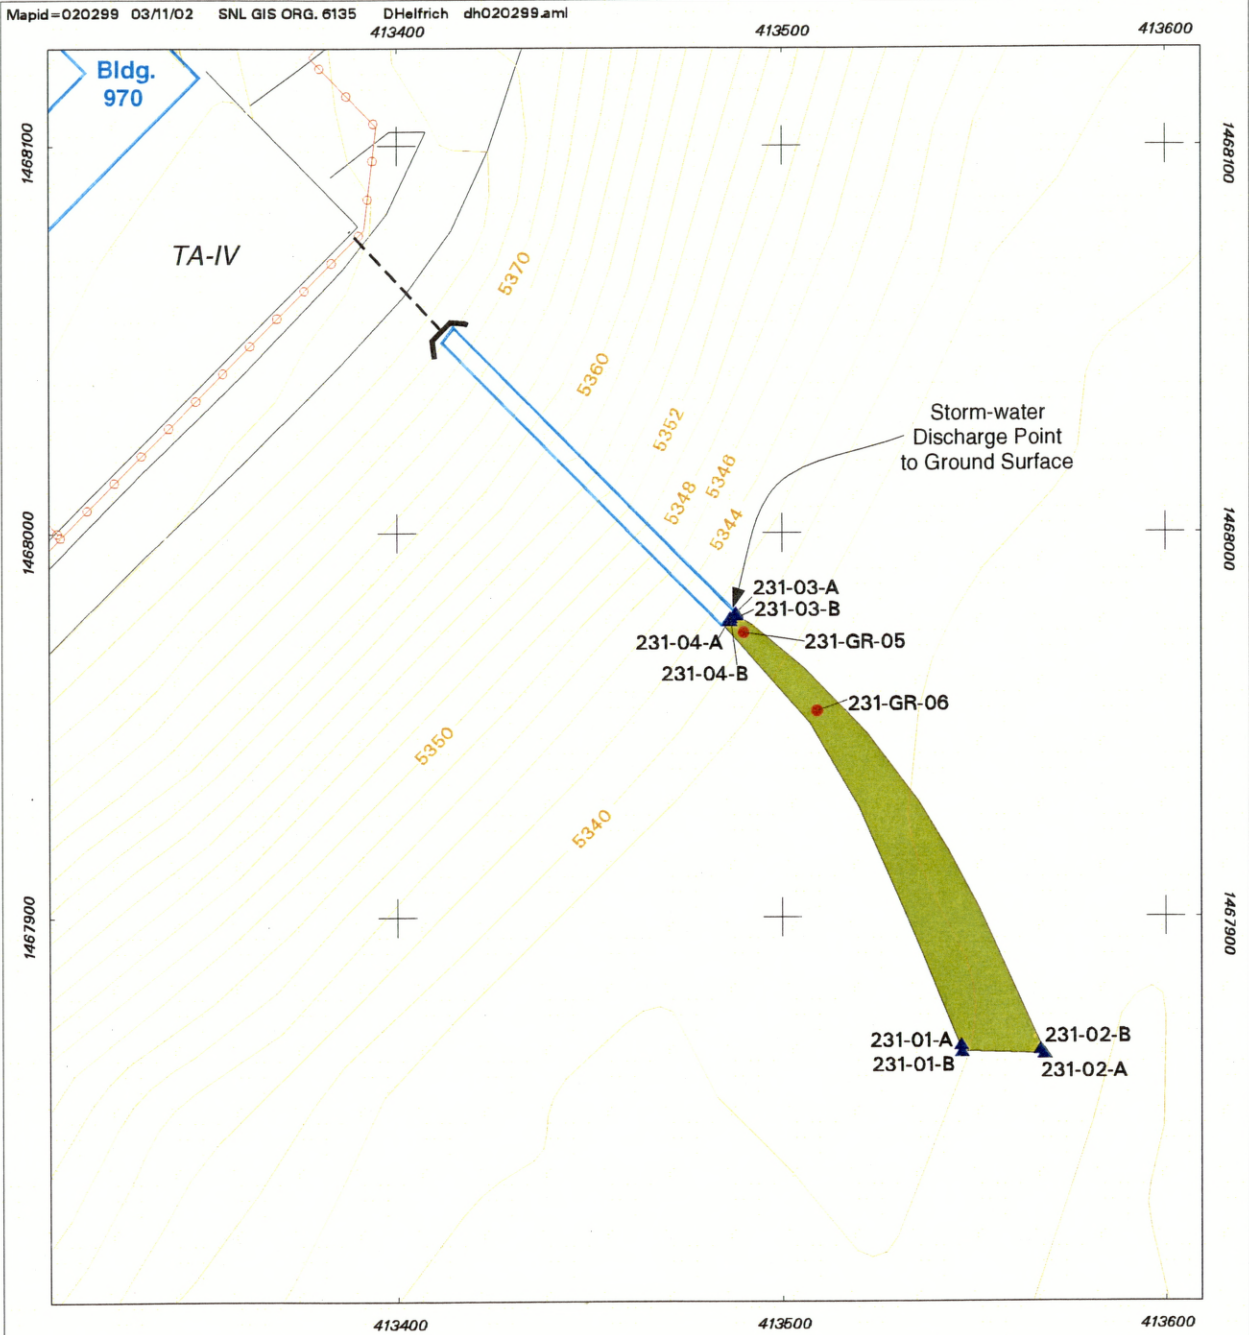 Mapid=020299 03/11/02 SNL GIS ORG. 6135 DHelfrich dh020299.aml
413400
413500
413600
Bldg.
970
1468100
1468100
TA-IV
5370
5360
5352
5346
5348
5344
Storm-water
Discharge Point
to Ground Surface
1468000
1468000
231-03-A
231-03-B
231-04-A
231-GR-05
231-04-B
231-GR-06
5350
5340
1467900
1467900
231-01-A
231-02-B
231-01-B
231-02-A
413400
413500
413600